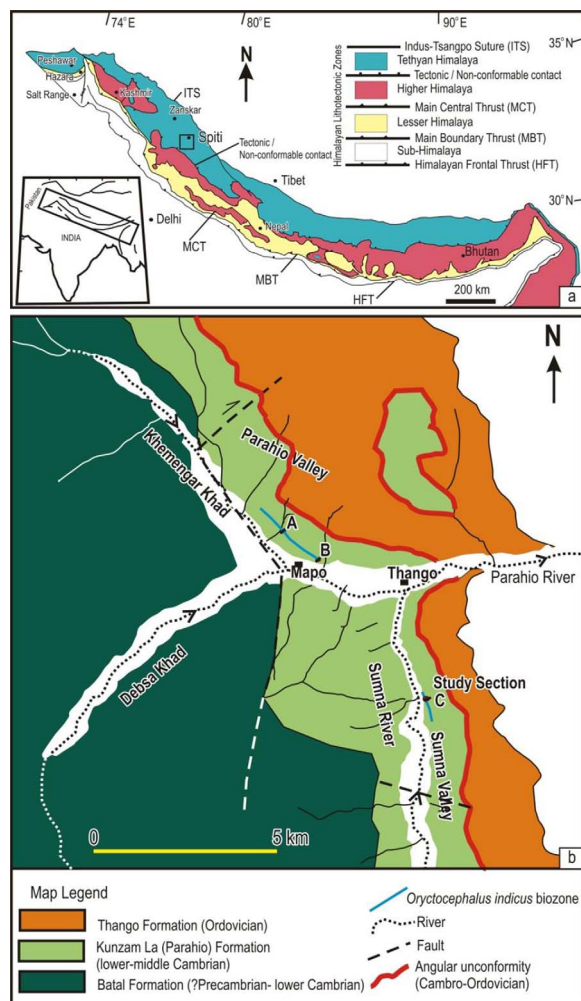 74°E
80°E
90°E
35°N
30°N
N
Peshawar
Hazara
Salt Range
Kashmir
ITS
Zanskar
Spiti
Tectonic /
Non-conformable contact
Tibet
Delhi
Nepal
Bhutan
MCT
MBT
HFT
200 km
Pakistan
INDIA
Himalayan Lithotectonic Zones
Indus-Tsangpo Suture (ITS)
Tethyan Himalaya
Tectonic / Non-conformable contact
Higher Himalaya
Main Central Thrust (MCT)
Lesser Himalaya
Main Boundary Thrust (MBT)
Sub-Himalaya
Himalayan Frontal Thrust (HFT)
a
N
Khemengar Khad
Parahio Valley
A
B
Mapo
Thango
Parahio River
Debsa Khad
Sumna River
Study Section
C
Sumna Valley
0 5 km
b
Map Legend
Thango Formation (Ordovician)
Kunzam La (Parahio) Formation
(lower-middle Cambrian)
Batal Formation (?Precambrian- lower Cambrian)
Oryctocephalus indicus biozone
River
Fault
Angular unconformity
(Cambro-Ordovician)